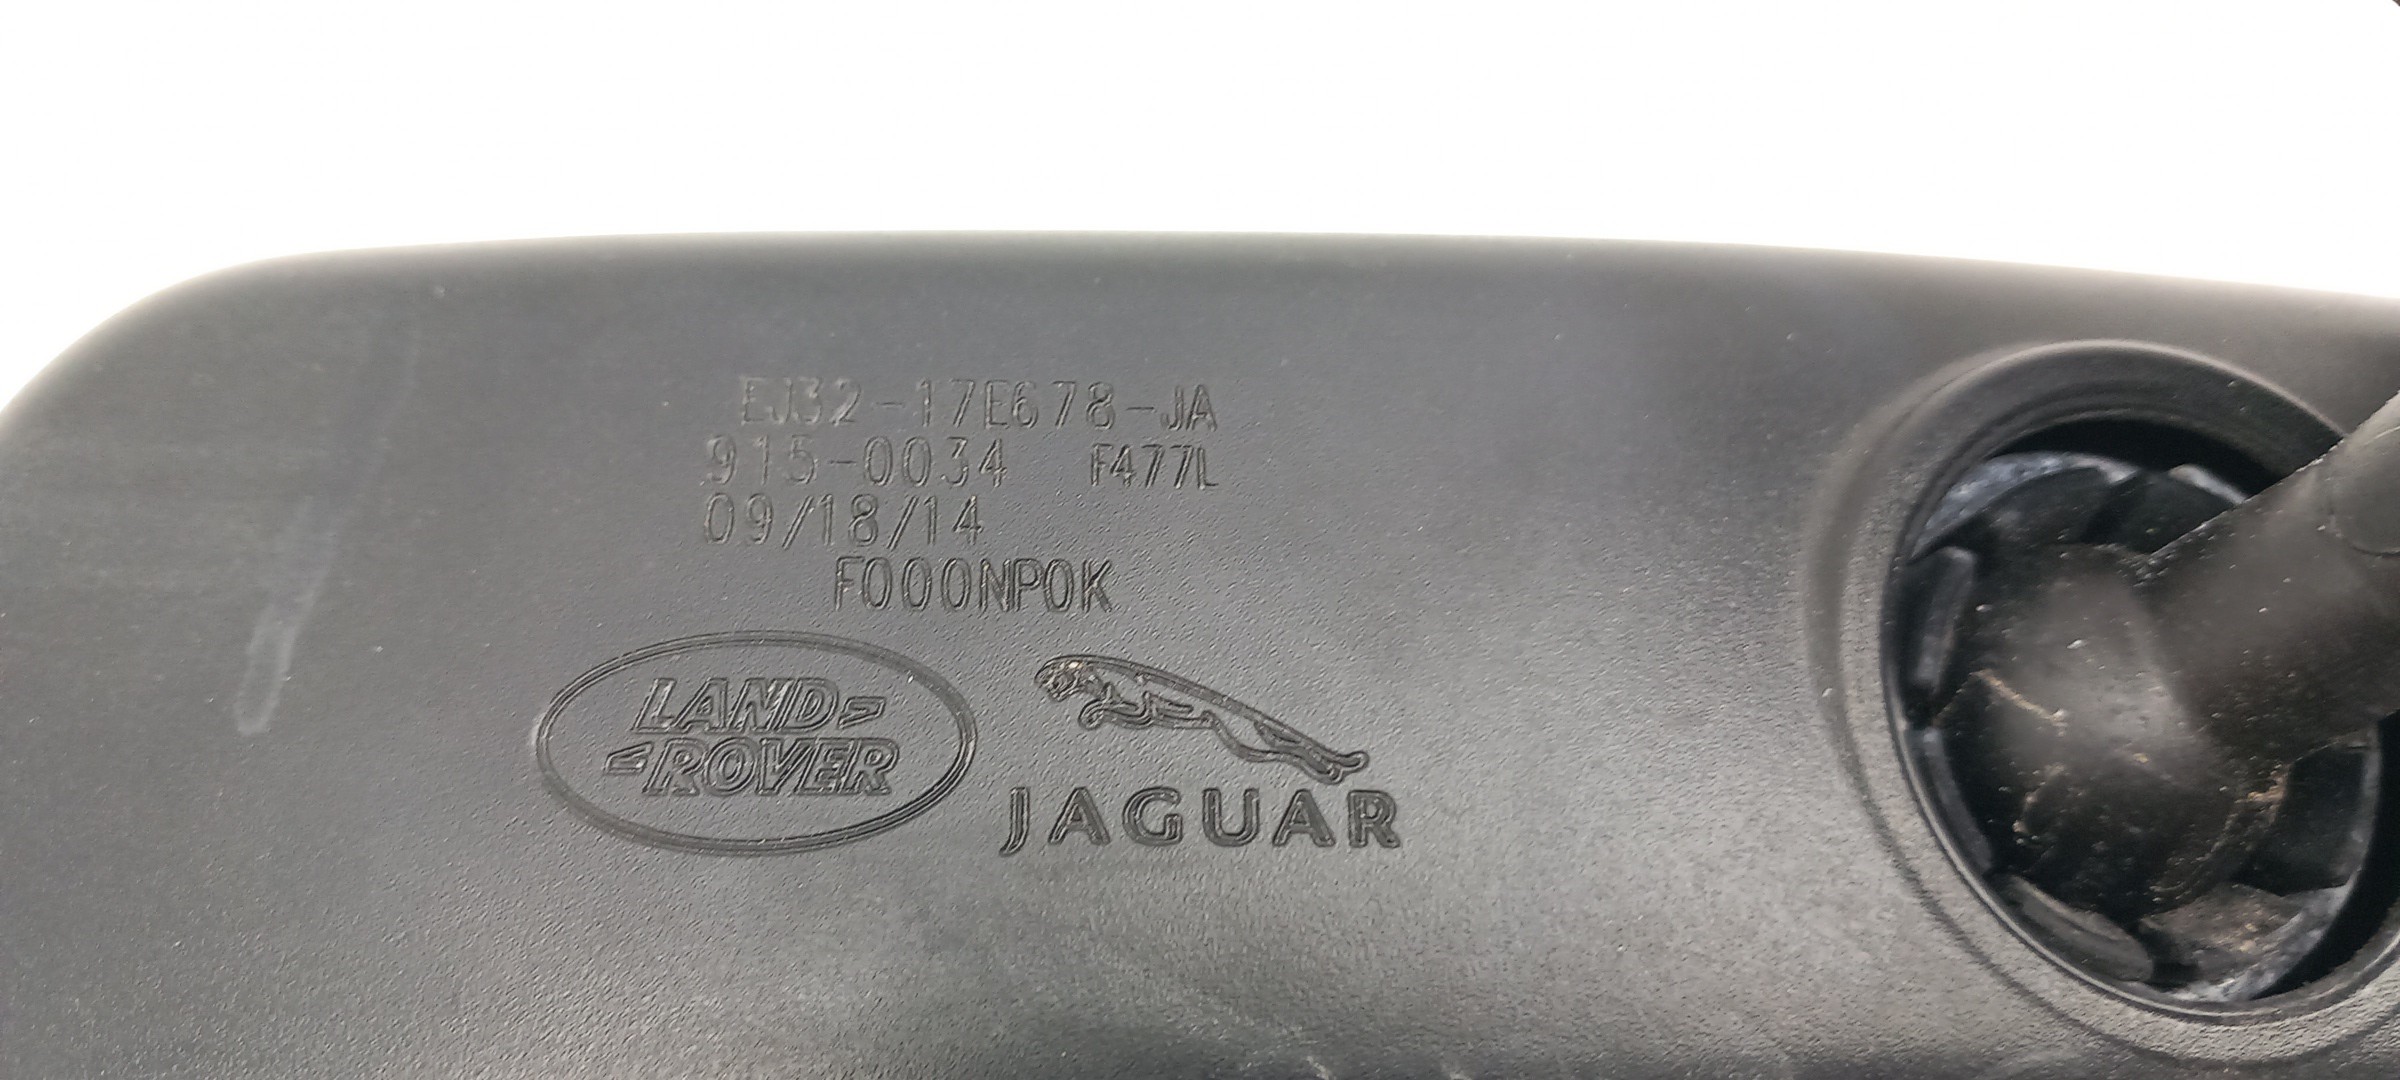 EJ32-17E678-JA
915-0034 F477L
09/18/14
F000NP0K
LAND
ROVER
JAGUAR